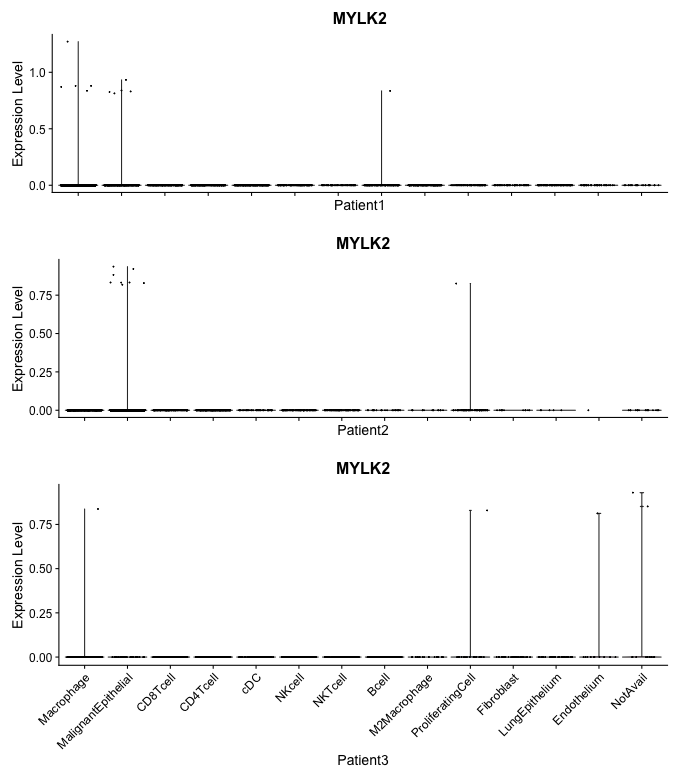 MYLK2
Expression Level
1.0
0.5
0.0
Patient1
MYLK2
Expression Level
0.75
0.50
0.25
0.00
Patient2
MYLK2
Expression Level
0.75
0.50
0.25
0.00
Macrophage
MalignantEpithelial
CD8Tcell
CD4Tcell
cDC
NKcell
NKTcell
Bcell
M2Macrophage
ProliferatingCell
Fibroblast
LungEpithelium
Endothelium
NotAvail
Patient3